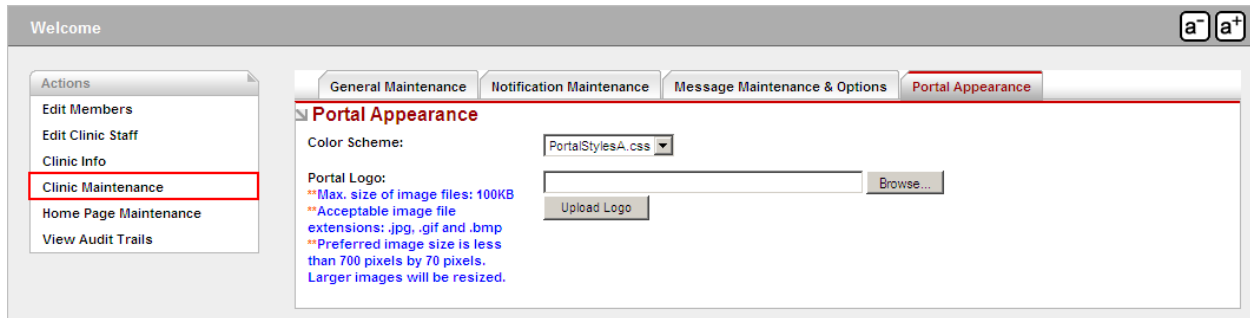 Welcome
a- a+
Actions
Edit Members
Edit Clinic Staff
Clinic Info
Clinic Maintenance
Home Page Maintenance
View Audit Trails
General Maintenance Notification Maintenance Message Maintenance & Options Portal Appearance
Portal Appearance
Color Scheme: PortalStylesA.css
Portal Logo: Browse...
**Max. size of image files: 100KB
Upload Logo
**Acceptable image file
extensions: .jpg, .gif and .bmp
**Preferred image size is less
than 700 pixels by 70 pixels.
Larger images will be resized.